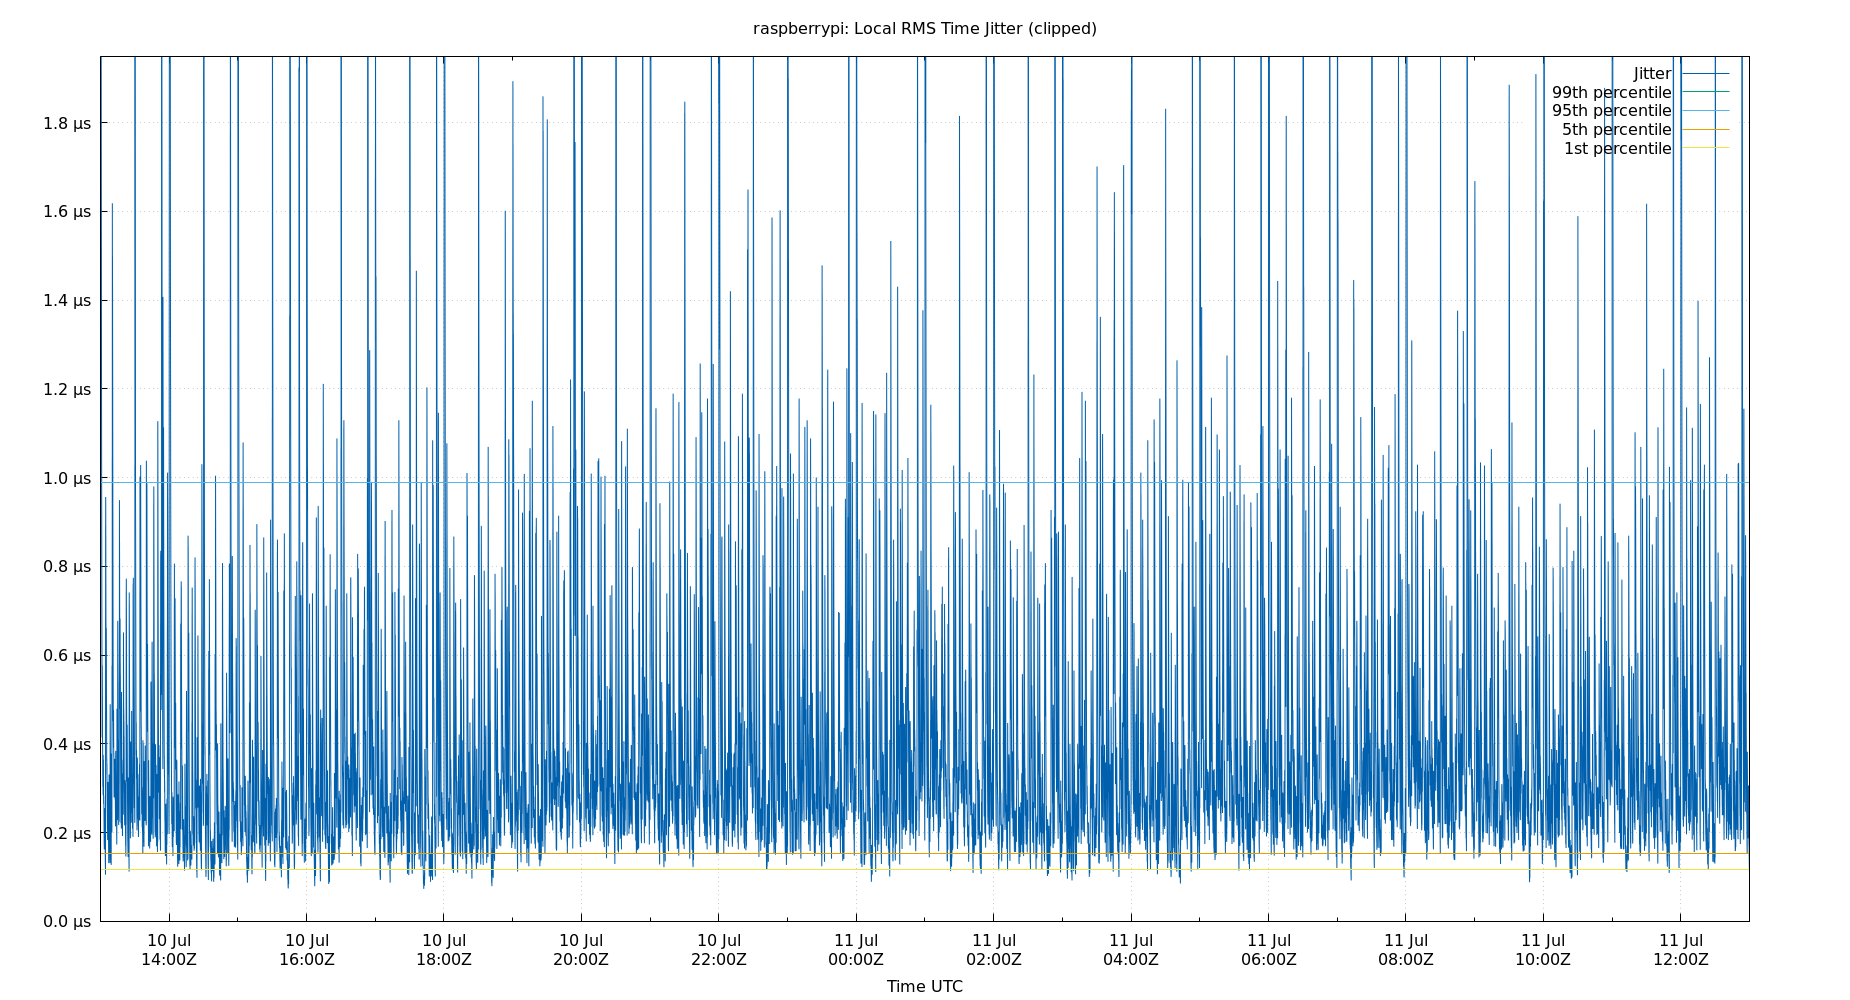 raspberrypi: Local RMS Time Jitter (clipped)
Jitter
99th percentile
95th percentile
5th percentile
1st percentile
1.8 µs
1.6 µs
1.4 µs
1.2 µs
1.0 µs
0.8 µs
0.6 µs
0.4 µs
0.2 µs
0.0 µs
10 Jul 10 Jul 10 Jul 10 Jul 10 Jul 11 Jul 11 Jul 11 Jul 11 Jul 11 Jul 11 Jul 11 Jul
14:00Z 16:00Z 18:00Z 20:00Z 22:00Z 00:00Z 02:00Z 04:00Z 06:00Z 08:00Z 10:00Z 12:00Z
Time UTC